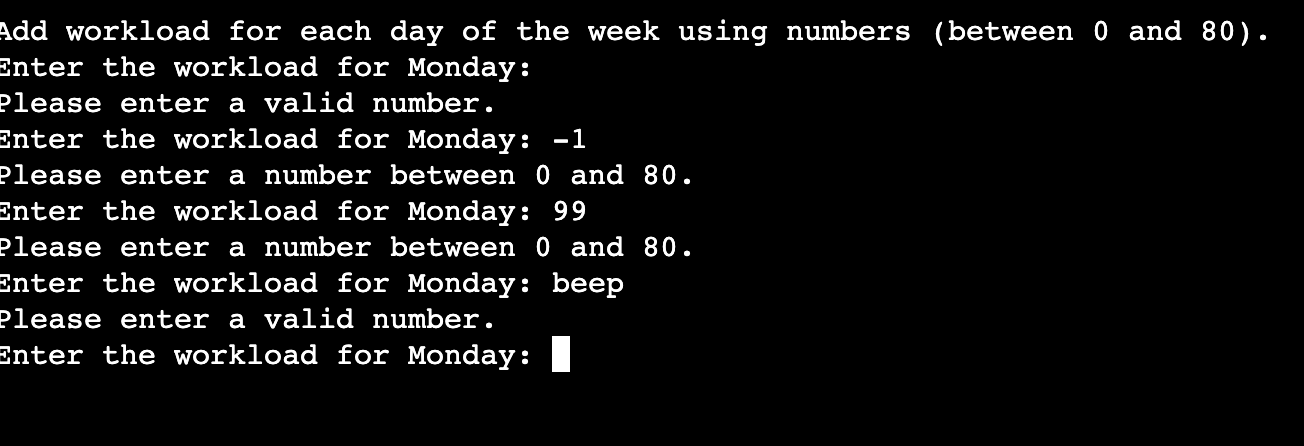 Add workload for each day of the week using numbers (between 0 and 80).
Enter the workload for Monday:
Please enter a valid number.
Enter the workload for Monday: -1
Please enter a number between 0 and 80.
Enter the workload for Monday: 99
Please enter a number between 0 and 80.
Enter the workload for Monday: beep
Please enter a valid number.
Enter the workload for Monday: